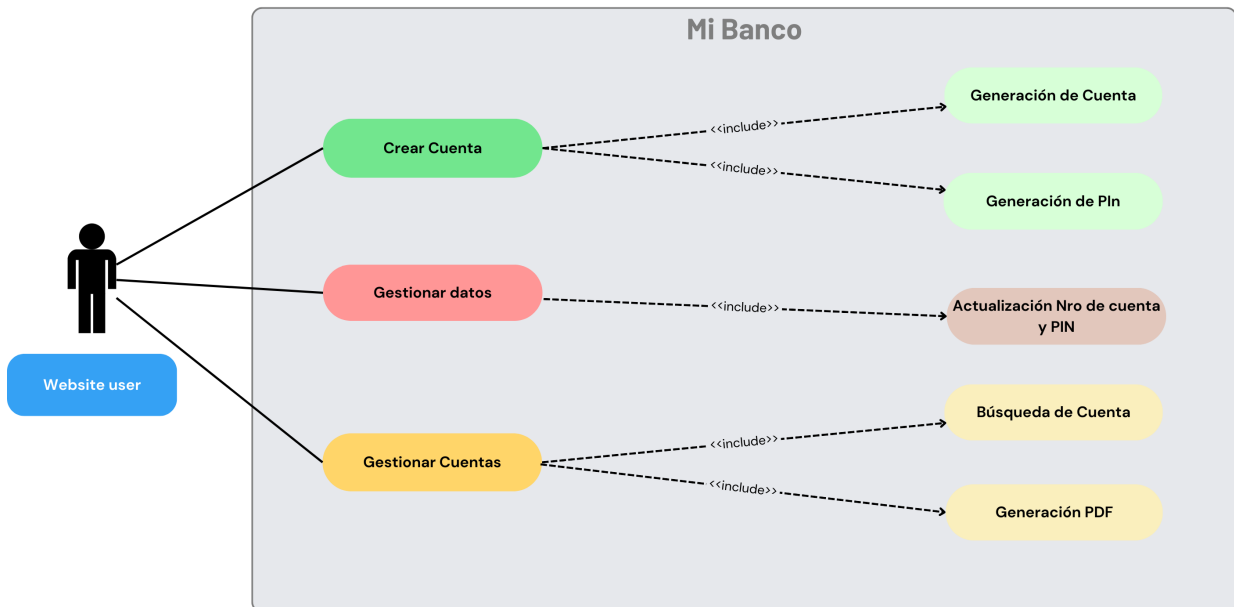 Mi Banco
Generación de Cuenta
<<include>>
Crear Cuenta
<<include>>
Generación de PIn
Gestionar datos
<<include>>
Actualización Nro de cuenta
y PIN
Website user
Búsqueda de Cuenta
<<include>>
Gestionar Cuentas
<<include>>
Generación PDF